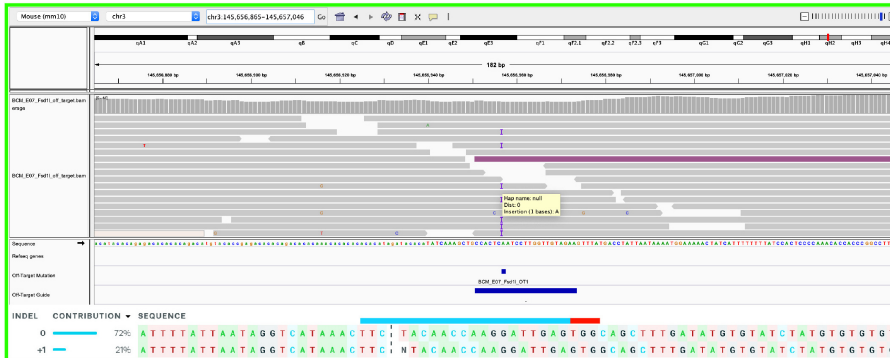 Mouse (mm10) chr3 chr3:145,656,865-145,657,046 Go
qA1 qA2 qA3 qB qC qD qE1 qE2 qE3 qF1 qF2.1 qF2.2 qF2.3 qF3 qG1 qG2 qG3 qH1 qH2 qH3 qH4
182 bp
145,656,880 bp 145,656,900 bp 145,656,920 bp 145,656,940 bp 145,656,960 bp 145,656,980 bp 145,657,000 bp 145,657,020 bp 145,657,040 bp
BCM_E07_Fsd1l_off_target.bam
erage
BCM_E07_Fsd1l_off_target.bam
Hap name: null
Dist: 0
Insertion (1 bases): A
Sequence
Refseq genes
Off-Target Mutation
BCM_E07_Fsd1l_OT1
Off-Target Guide
INDEL CONTRIBUTION SEQUENCE
0 72% ATTTTATTAATAGGTCATAAACTTC TACAACCAAGGATTGAGTGGCAGCTTTGATATGTGTATCTATGTGTGTG
+1 21% ATTTTATTAATAGGTCATAAACTTC NTACAACCAAGGATTGAGTGGCAGCTTTGATATGTGTATCTATGTGTGT